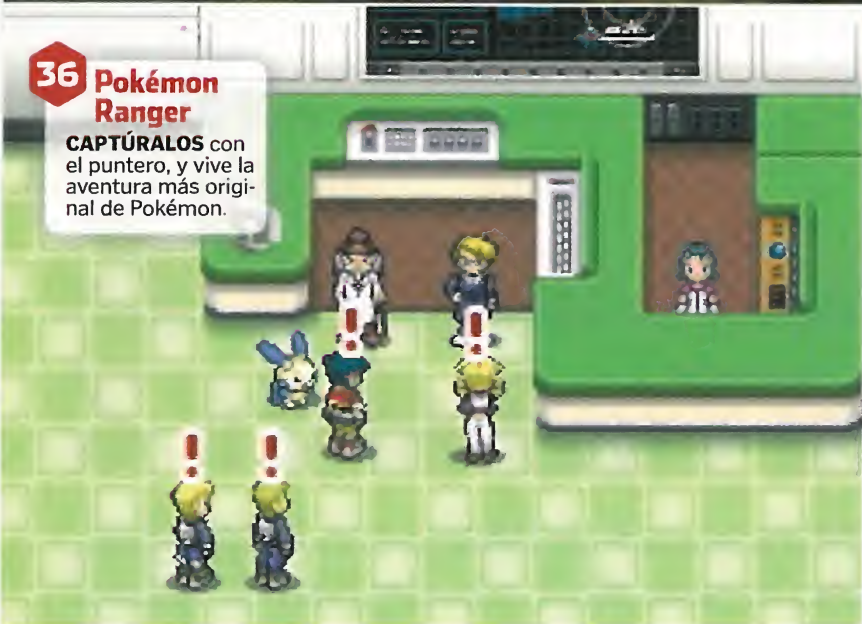 36 Pokémon
Ranger
CAPTÚRALOS con
el puntero, y vive la
aventura más origi-
nal de Pokémon.
! !
! !